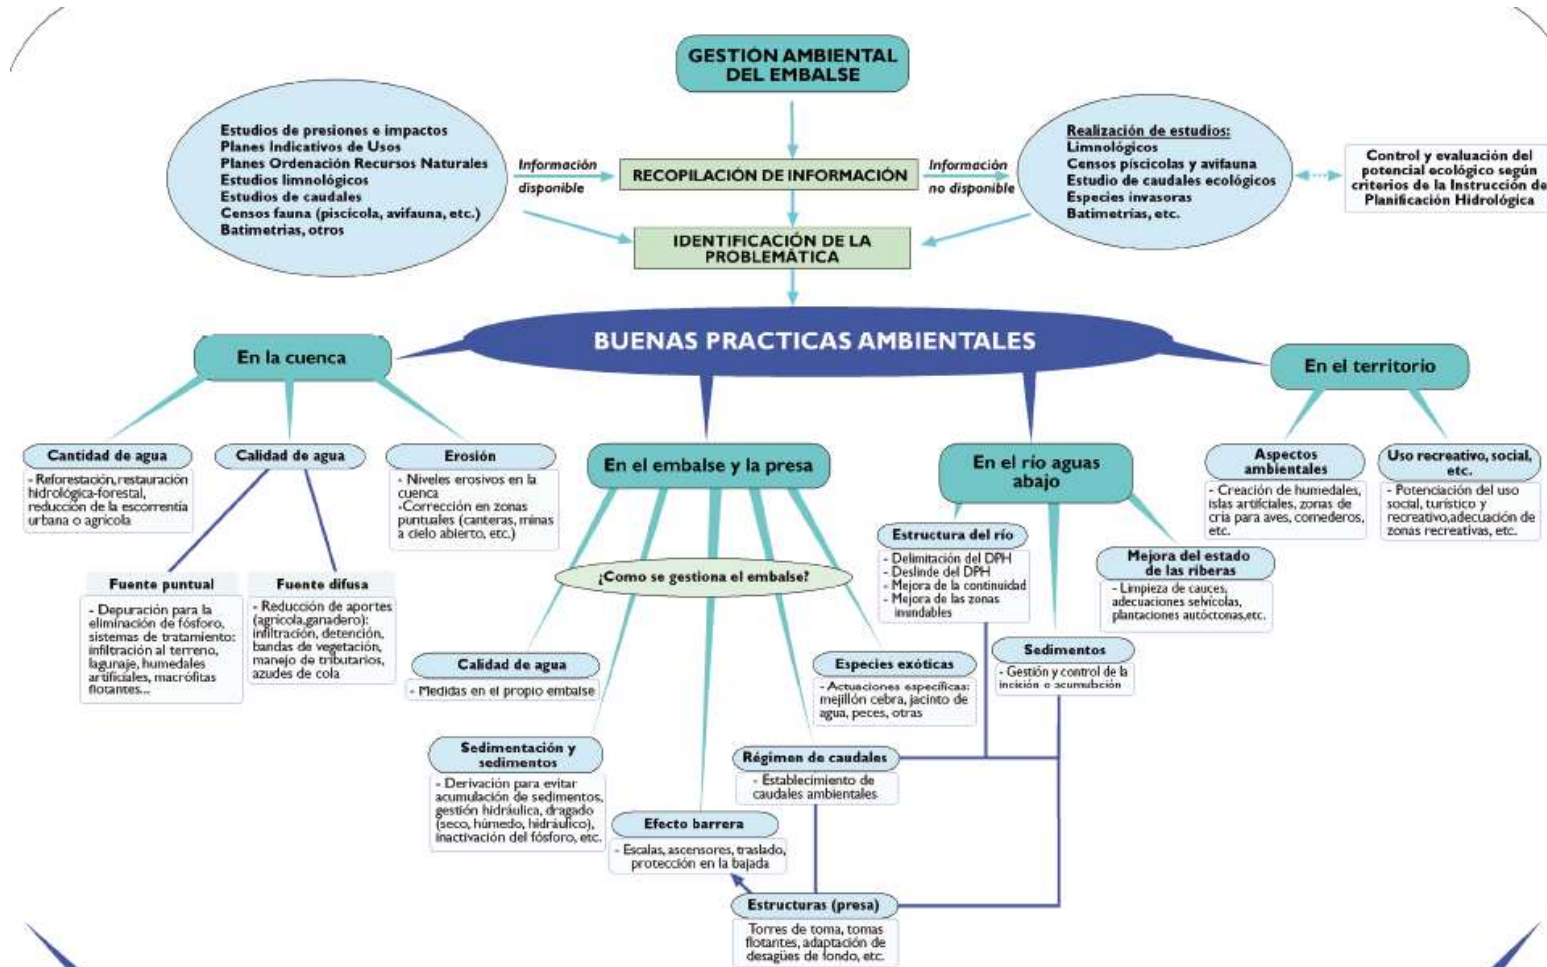 GESTIÓN AMBIENTAL
DEL EMBALSE
Estudios de presiones e impactos
Planes Indicativos de Usos
Planes Ordenación Recursos Naturales
Estudios limnológicos
Estudios de caudales
Censos fauna (piscícola, avifauna, etc.)
Batimetrias, otros
Información
disponible
RECOPILACIÓN DE INFORMACIÓN
Información
no disponible
Realización de estudios:
Limnológicos
Censos píscícolas y avifauna
Estudio de caudales ecológicos
Especies invasoras
Batimetrías, etc.
Control y evaluación del
potencial ecológico según
criterios de la Instrucción de
Planificación Hidrológica
IDENTIFICACIÓN DE LA
PROBLEMÁTICA
BUENAS PRACTICAS AMBIENTALES
En la cuenca
En el territorio
Cantidad de agua
- Reforestación, restauración
hidrológica-forestal,
reducción de la escorrentía
urbana o agrícola
Calidad de agua
Erosión
- Niveles erosivos en la
cuenca
-Corrección en zonas
puntuales (canteras, minas
a cielo abierto, etc.)
Fuente puntual
- Depuración para la
eliminación de fósforo,
sistemas de tratamiento:
infiltración al terreno,
lagunaje, humedales
artificiales, macrófitas
flotantes...
Fuente difusa
- Reducción de aportes
(agrícola,ganadero):
infiltración, detención,
bandas de vegetación,
manejo de tributarios,
azudes de cola
En el embalse y la presa
¿Como se gestiona el embalse?
Calidad de agua
- Medidas en el propio embalse
Sedimentación y
sedimentos
- Derivación para evitar
acumulación de sedimentos,
gestión hidráulica, dragado
(seco, húmedo, hidráulico),
inactivación del fósforo, etc.
Efecto barrera
- Escalas, ascensores, traslado,
protección en la bajada
Régimen de caudales
- Establecimiento de
caudales ambientales
Especies exóticas
- Actuaciones específicas:
mejillón cebra, jacinto de
agua, peces, otras
Estructuras (presa)
Torres de toma, tomas
flotantes, adaptación de
desagües de fondo, etc.
En el río aguas
abajo
Estructura del río
- Delimitación del DPH
- Deslinde del DPH
- Mejora de la continuidad
- Mejora de las zonas
inundables
Sedimentos
- Gestión y control de la
incisión o acumulación
Mejora del estado
de las riberas
- Limpieza de cauces,
adecuaciones selvícolas,
plantaciones autóctonas,etc.
Aspectos
ambientales
- Creación de humedales,
islas artificiales, zonas de
cria para aves, comederos,
etc.
Uso recreativo, social,
etc.
- Potenciación del uso
social, turístico y
recreativo,adecuación de
zonas recreativas, etc.